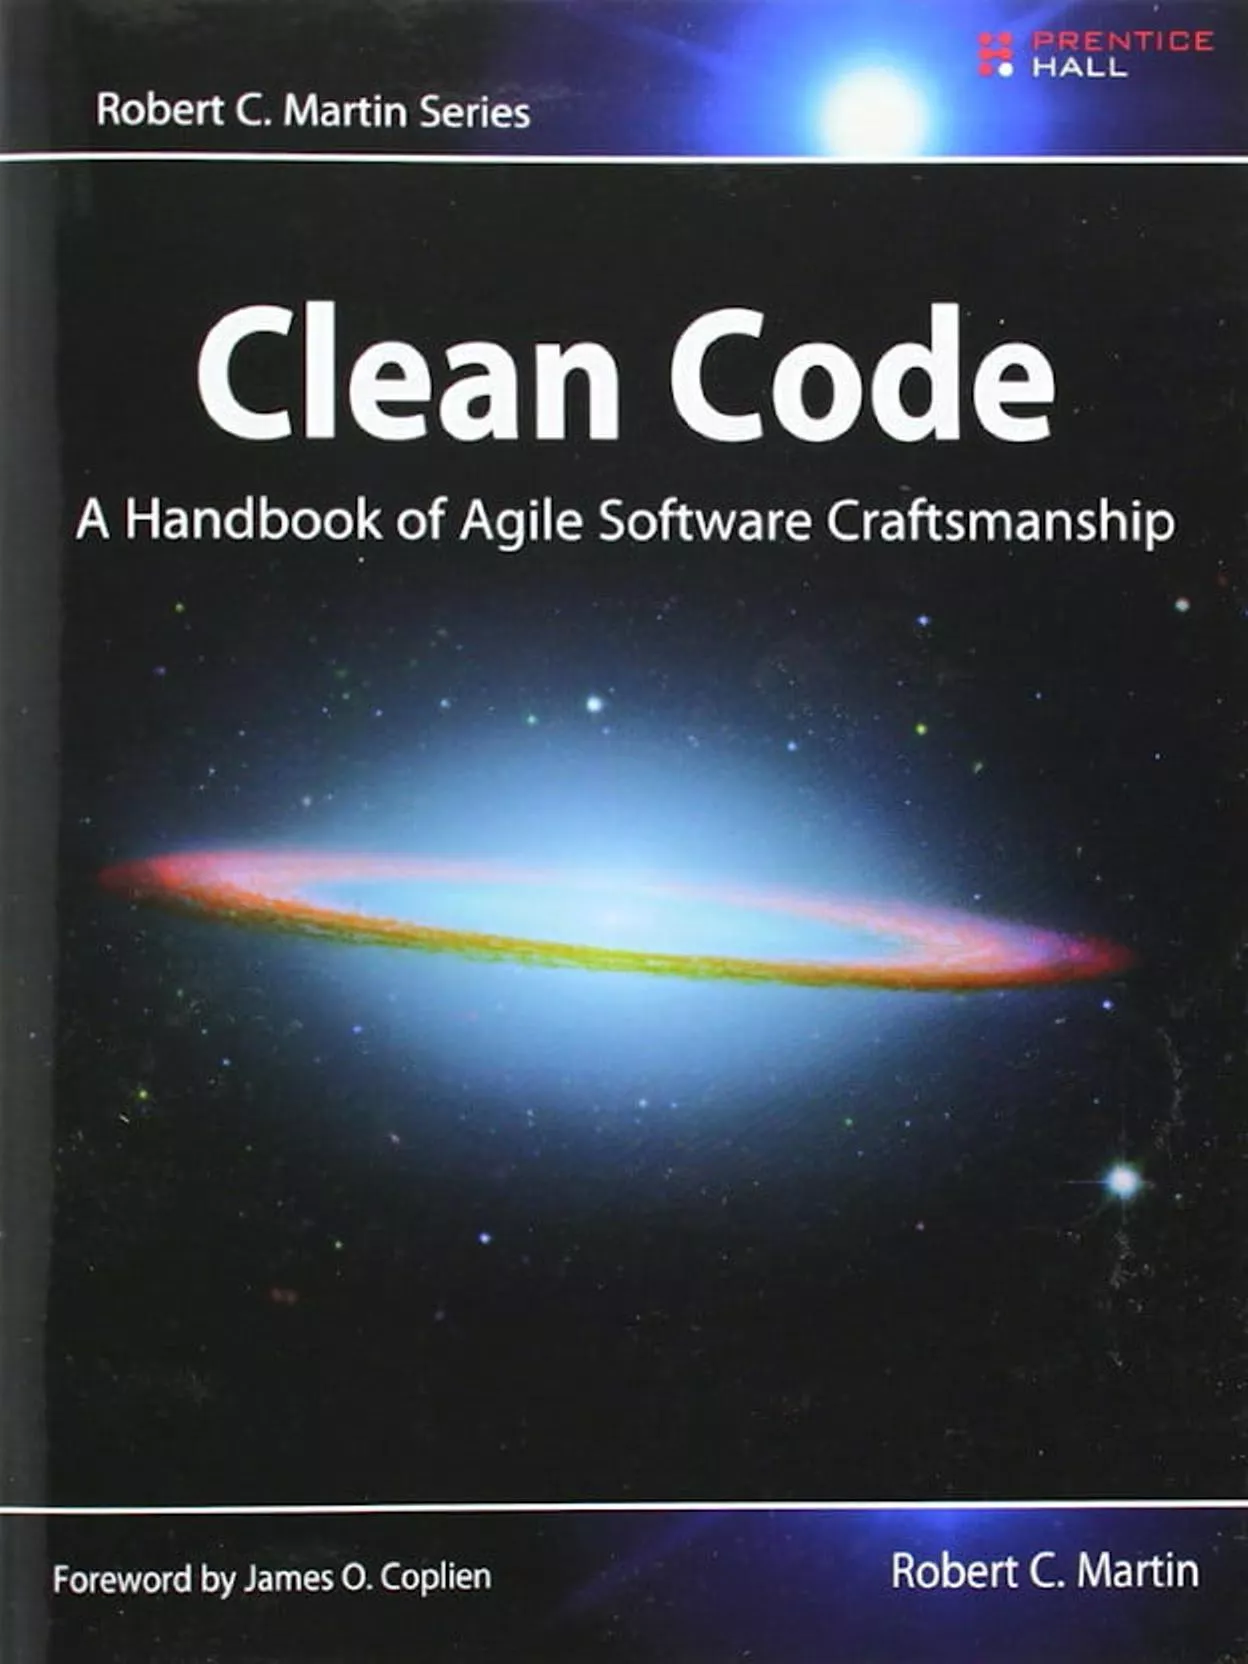 PRENTICE
HALL
Robert C. Martin Series
Clean Code
A Handbook of Agile Software Craftsmanship
Foreword by James O. Coplien
Robert C. Martin